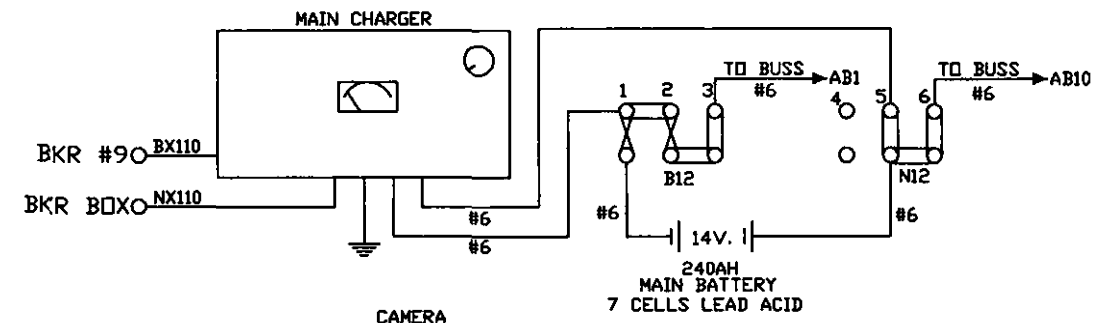 MAIN CHARGER
TO BUSS
AB1
#6
TO BUSS
AB10
#6
1 2 3 4 5 6
BKR #9 BX110
B12
N12
BKR BOX NX110
#6
#6
#6
14V.
#6
240AH
MAIN BATTERY
7 CELLS LEAD ACID
CAMERA